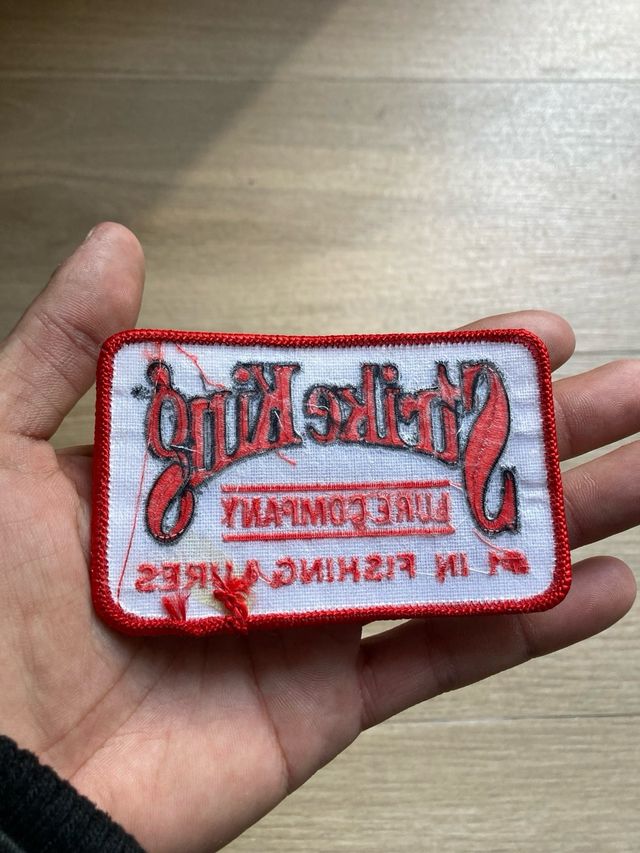 Strike King
LURE COMPANY
#1 IN FISHING LURES